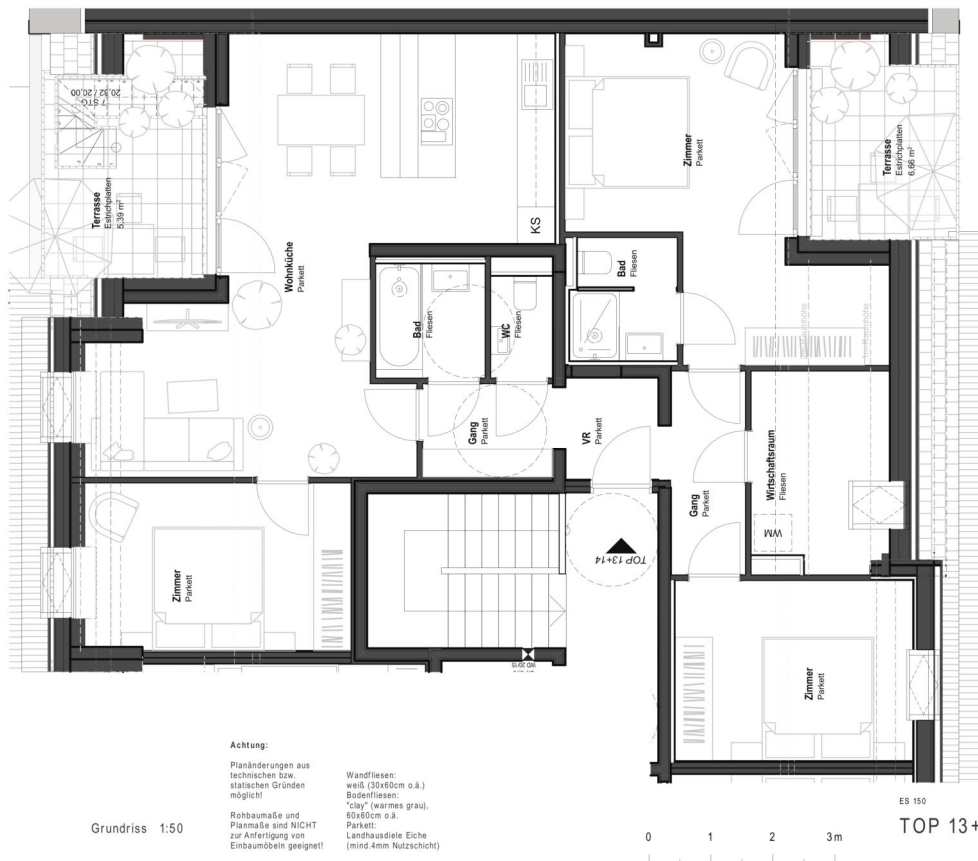 7 STG
20,82 / 20,00
Terrasse
Estrichplatten
5,39 m²
Wohnküche
Parkett
KS
Zimmer
Parkett
Terrasse
Estrichplatten
6,66 m²
Bad
Fliesen
WC
Fliesen
Bad
Fliesen
Gang
Parkett
VR
Parkett
Gang
Parkett
Wirtschaftsraum
Fliesen
WM
TOP 13+14
Zimmer
Parkett
Zimmer
Parkett
WD 20/15
Achtung:
Planänderungen aus
technischen bzw.
statischen Gründen
möglich!
Rohbaumaße und
Planmaße sind NICHT
zur Anfertigung von
Einbaumöbeln geeignet!
Wandfliesen:
weiß (30x60cm o.ä.)
Bodenfliesen:
"clay" (warmes grau),
60x60cm o.ä.
Parkett:
Landhausdiele Eiche
(mind.4mm Nutzschicht)
Grundriss 1:50
0 1 2 3 m
ES 150
TOP 13+